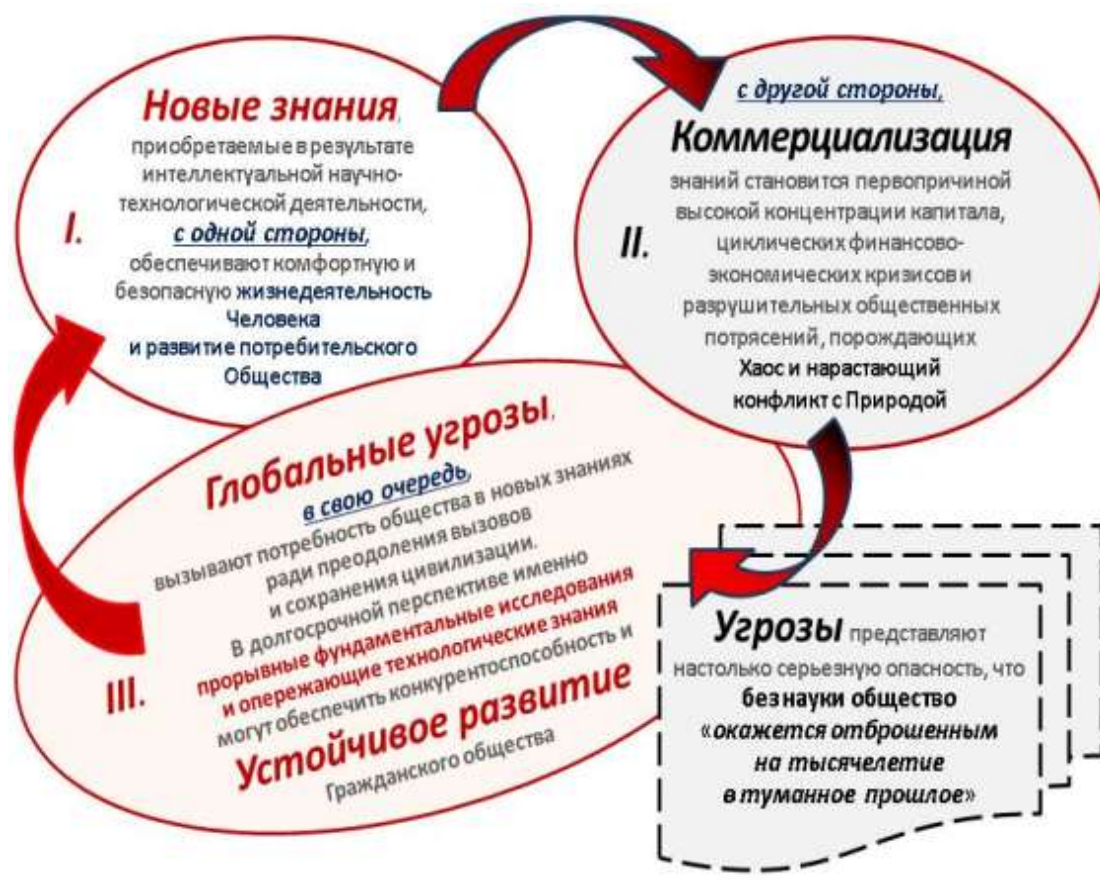 Новые знания,
приобретаемые в результате
интеллектуальной научно-
технологической деятельности,
I.
с одной стороны,
обеспечивают комфортную и
безопасную жизнедеятельность
Человека
и развитие потребительского
Общества
с другой стороны,
Коммерциализация
знаний становится первопричиной
высокой концентрации капитала,
II.
циклических финансово-
экономических кризисов и
разрушительных общественных
потрясений, порождающих
Хаос и нарастающий
конфликт с Природой
Глобальные угрозы,
в свою очередь,
вызывают потребность общества в новых знаниях
ради преодоления вызовов
и сохранения цивилизации.
В долгосрочной перспективе именно
прорывные фундаментальные исследования
III.
и опережающие технологические знания
могут обеспечить конкурентоспособность и
Устойчивое развитие
Гражданского общества
Угрозы представляют
настолько серьезную опасность, что
без науки общество
«окажется отброшенным
на тысячелетие
в туманное прошлое»